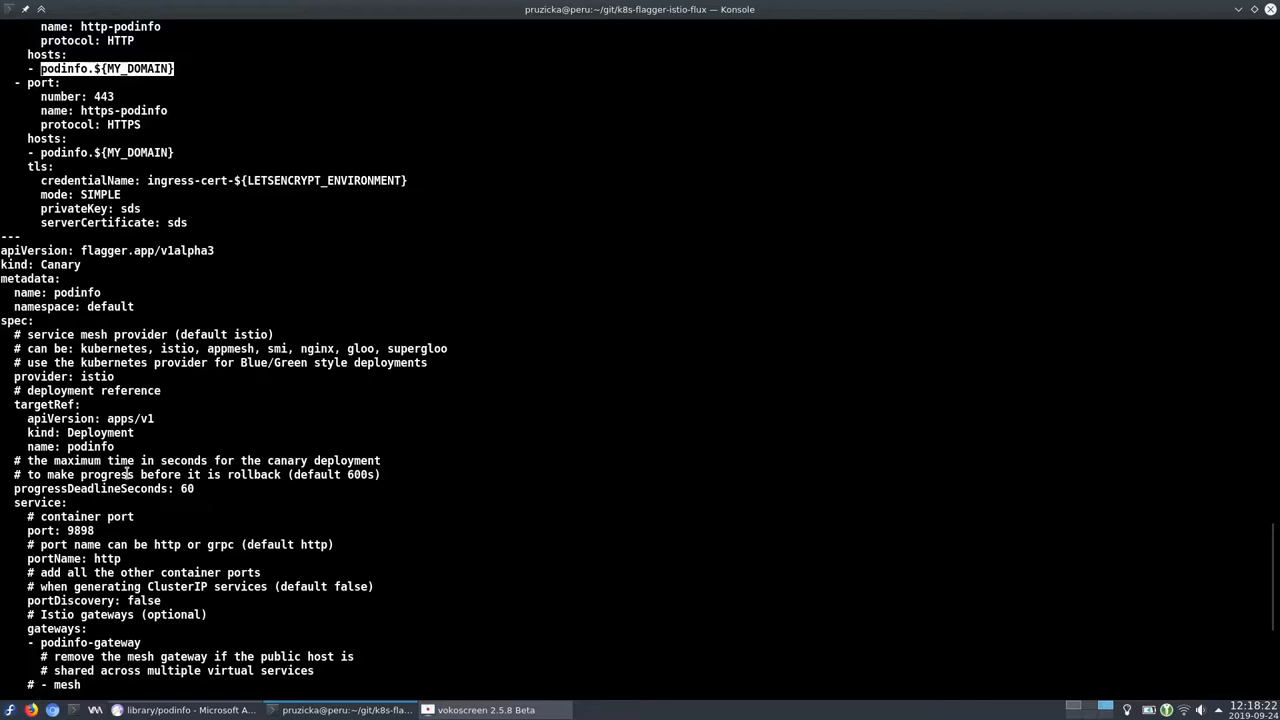 pruzicka@peru:~/git/k8s-flagger-istio-flux — Konsole
      name: http-podinfo
      protocol: HTTP
    hosts:
    - podinfo.${MY_DOMAIN}
  - port:
      number: 443
      name: https-podinfo
      protocol: HTTPS
    hosts:
    - podinfo.${MY_DOMAIN}
    tls:
      credentialName: ingress-cert-${LETSENCRYPT_ENVIRONMENT}
      mode: SIMPLE
      privateKey: sds
      serverCertificate: sds
---
apiVersion: flagger.app/v1alpha3
kind: Canary
metadata:
  name: podinfo
  namespace: default
spec:
  # service mesh provider (default istio)
  # can be: kubernetes, istio, appmesh, smi, nginx, gloo, supergloo
  # use the kubernetes provider for Blue/Green style deployments
  provider: istio
  # deployment reference
  targetRef:
    apiVersion: apps/v1
    kind: Deployment
    name: podinfo
  # the maximum time in seconds for the canary deployment
  # to make progress before it is rollback (default 600s)
  progressDeadlineSeconds: 60
  service:
    # container port
    port: 9898
    # port name can be http or grpc (default http)
    portName: http
    # add all the other container ports
    # when generating ClusterIP services (default false)
    portDiscovery: false
    # Istio gateways (optional)
    gateways:
    - podinfo-gateway
      # remove the mesh gateway if the public host is
      # shared across multiple virtual services
    # - mesh
library/podinfo - Microsoft A...
pruzicka@peru:~/git/k8s-fla...
vokoscreen 2.5.8 Beta
12:18:22
2019-09-24